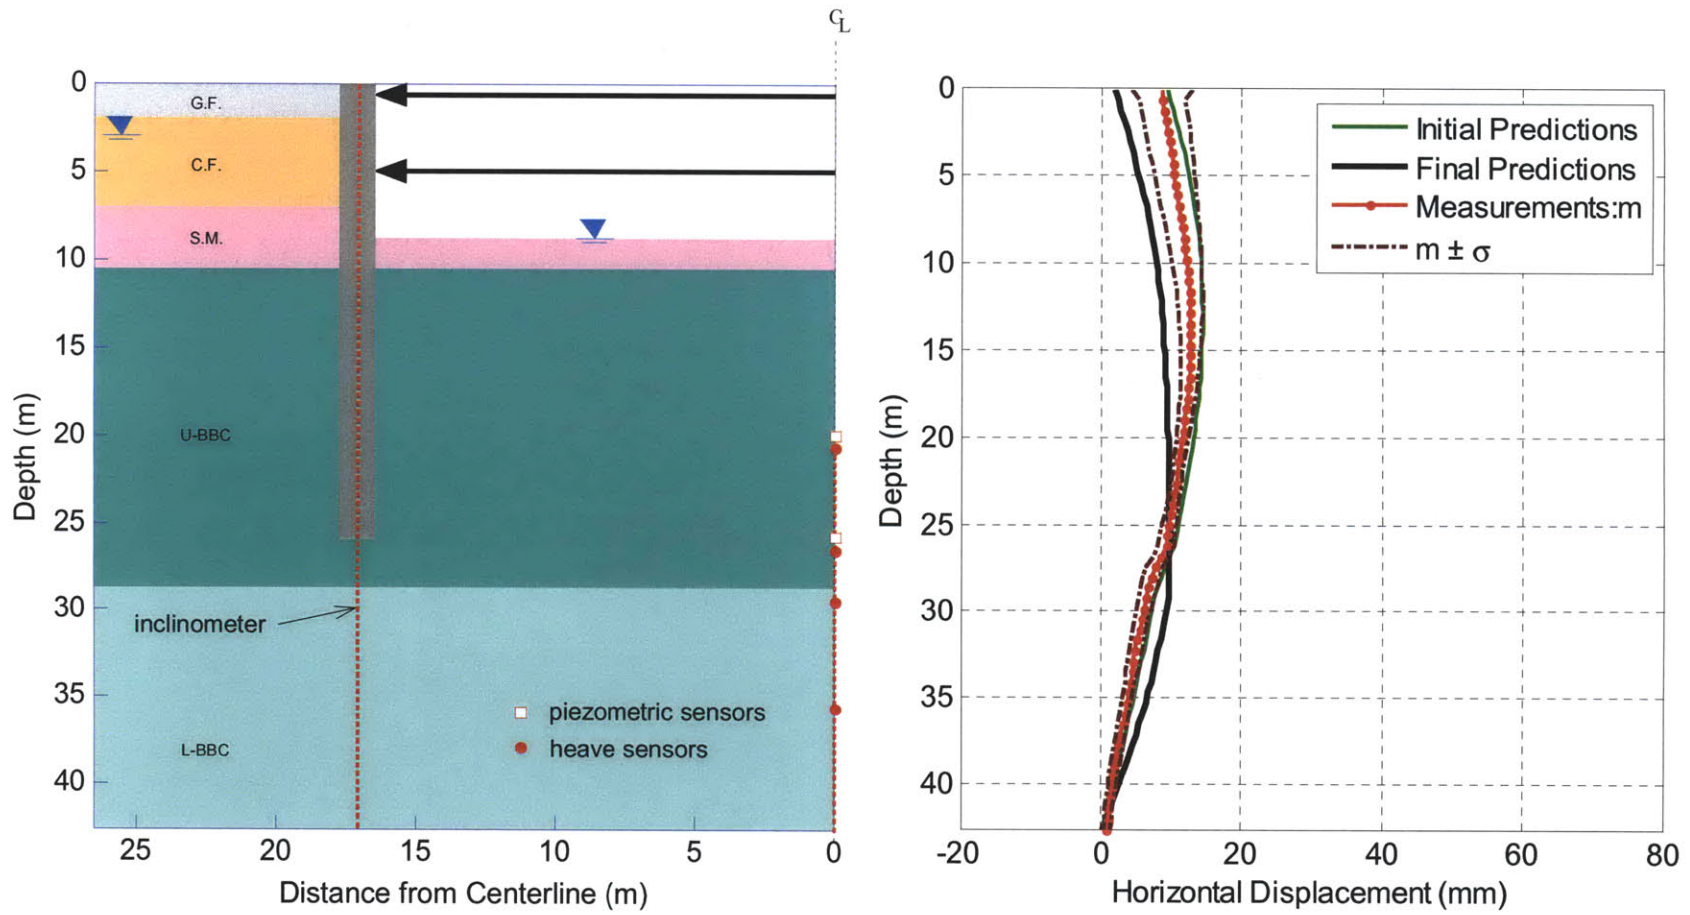 CL
0
5
10
15
20
25
30
35
40
Depth (m)
G.F.
C.F.
S.M.
U-BBC
L-BBC
inclinometer
piezometric sensors
heave sensors
25 20 15 10 5 0
Distance from Centerline (m)
0
5
10
15
20
25
30
35
40
Depth (m)
Initial Predictions
Final Predictions
Measurements:m
m ± σ
-20 0 20 40 60 80
Horizontal Displacement (mm)